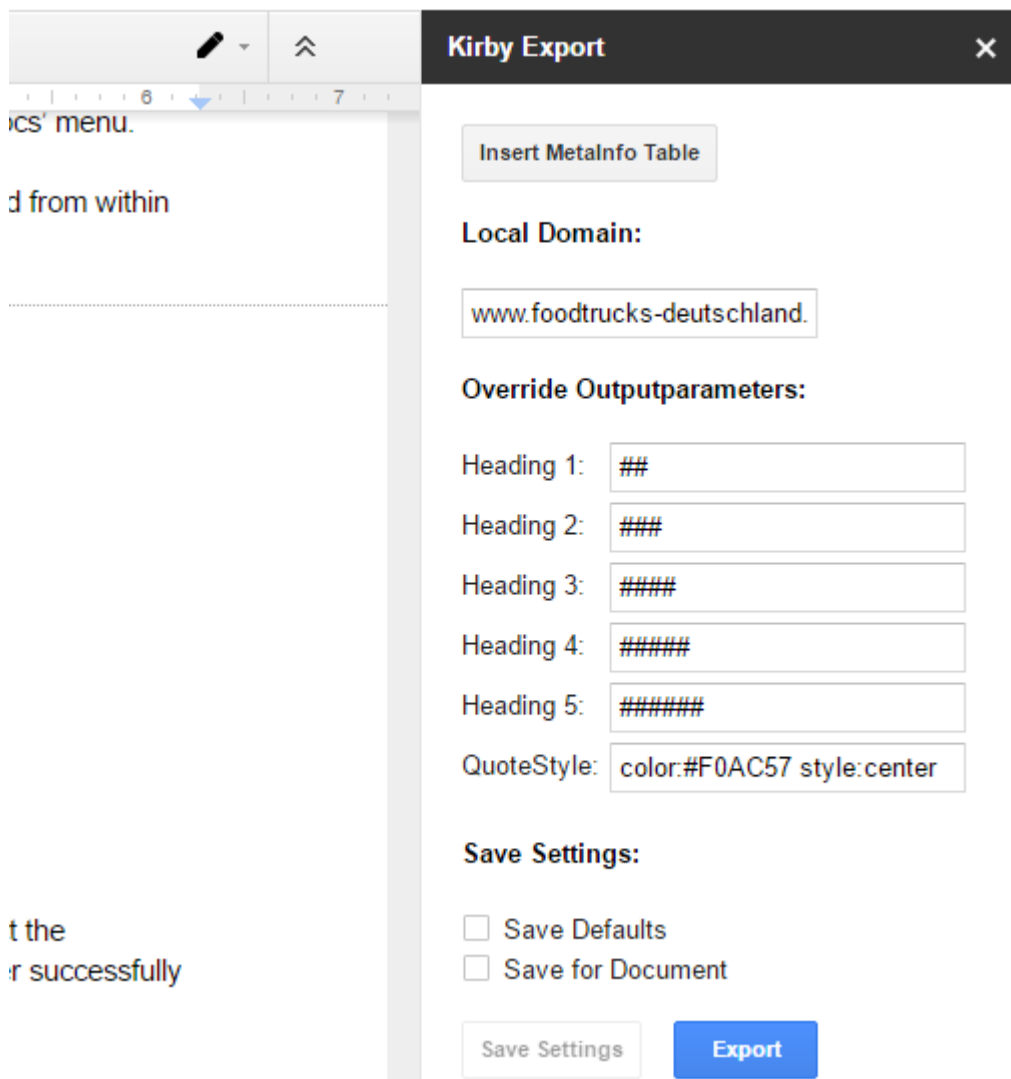 Kirby Export
6 7
ocs' menu.
Insert MetaInfo Table
d from within
Local Domain:
www.foodtrucks-deutschland.
Override Outputparameters:
Heading 1: ##
Heading 2: ###
Heading 3: ####
Heading 4: #####
Heading 5: ######
QuoteStyle: color:#F0AC57 style:center
Save Settings:
t the
Save Defaults
r successfully
Save for Document
Save Settings Export